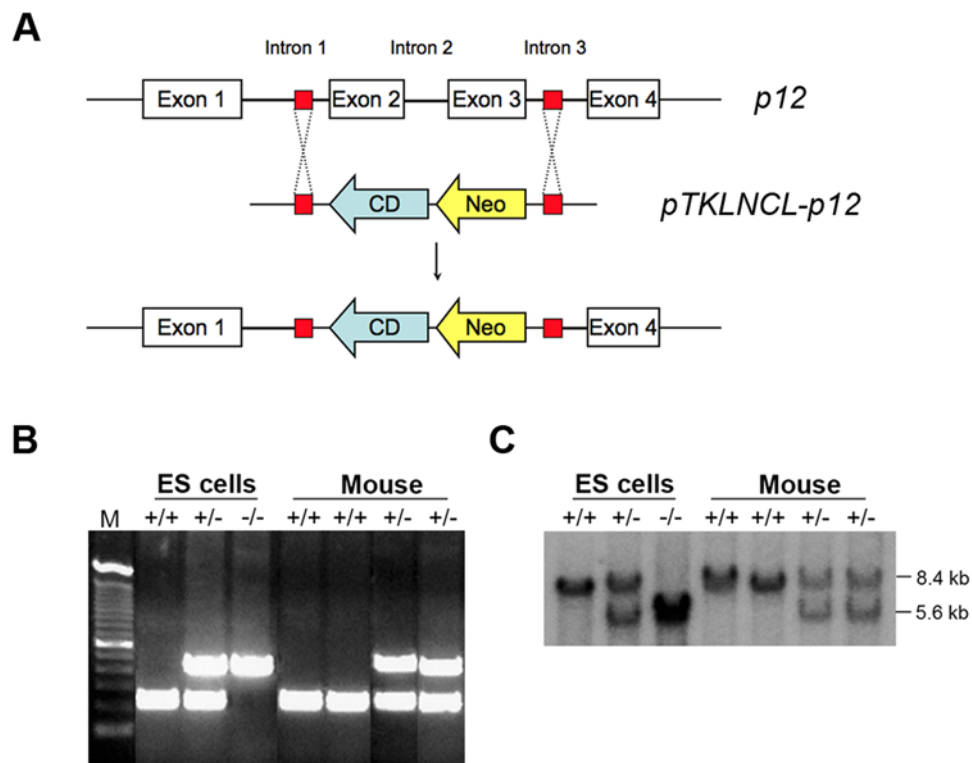 A
Intron 1 Intron 2 Intron 3
Exon 1 Exon 2 Exon 3 Exon 4 p12
CD Neo pTKLNCL-p12
Exon 1 CD Neo Exon 4
B
ES cells Mouse
M +/+ +/- -/- +/+ +/+ +/- +/-
C
ES cells Mouse
+/+ +/- -/- +/+ +/+ +/- +/-
8.4 kb
5.6 kb